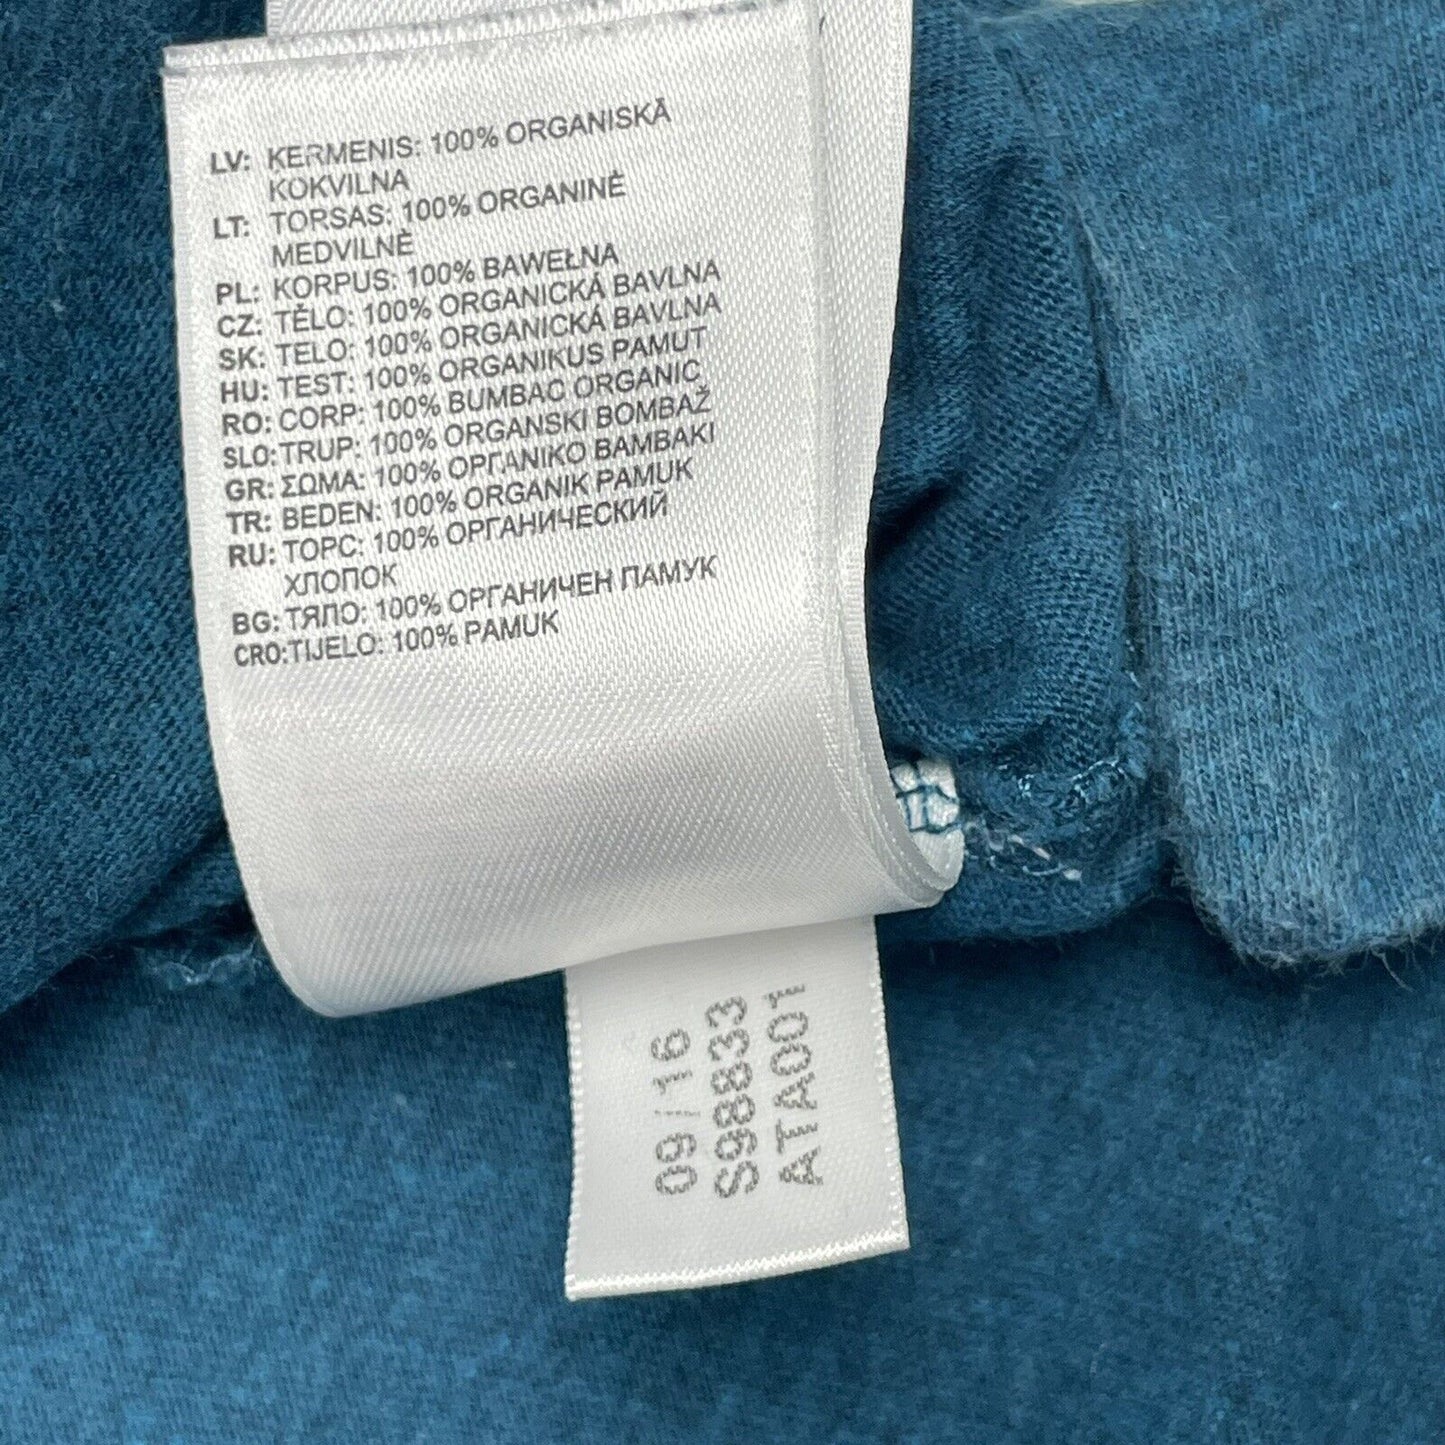 LV: ĶERMENIS: 100% ORGANISKĀ
KOKVILNA
LT: TORSAS: 100% ORGANINĖ
MEDVILNĖ
PL: KORPUS: 100% BAWEŁNA
CZ: TĚLO: 100% ORGANICKÁ BAVLNA
SK: TELO: 100% ORGANICKÁ BAVLNA
HU: TEST: 100% ORGANIKUS PAMUT
RO: CORP: 100% BUMBAC ORGANIC
SLO: TRUP: 100% ORGANSKI BOMBAŽ
GR: ΣΩΜΑ: 100% ΟΡΓΑΝΙΚΟ ΒΑΜΒΑΚΙ
TR: BEDEN: 100% ORGANIK PAMUK
RU: ТОРС: 100% ОРГАНИЧЕСКИЙ
ХЛОПОК
BG: ТЯЛО: 100% ОРГАНИЧЕН ПАМУК
CRO: TIJELO: 100% PAMUK
09/16
S98833
ATA001